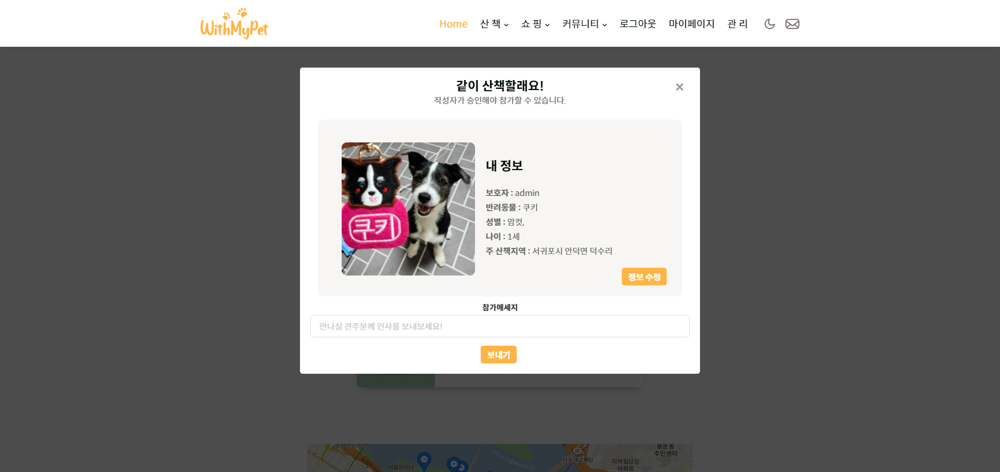 WithMyPet
Home 산 책 쇼 핑 커뮤니티 로그아웃 마이페이지 관 리
같이 산책할래요!
×
작성자가 승인해야 참가할 수 있습니다.
쿠키
내 정보
보호자 : admin
반려동물 : 쿠키
성별 : 암컷,
나이 : 1세
주 산책지역 : 서귀포시 안덕면 덕수리
정보 수정
참가메세지
만나실 견주분께 인사를 보내보세요!
보내기
IC
마포대교북단
서울마리나
리버힐삼성
아파트
용문동
주민센터